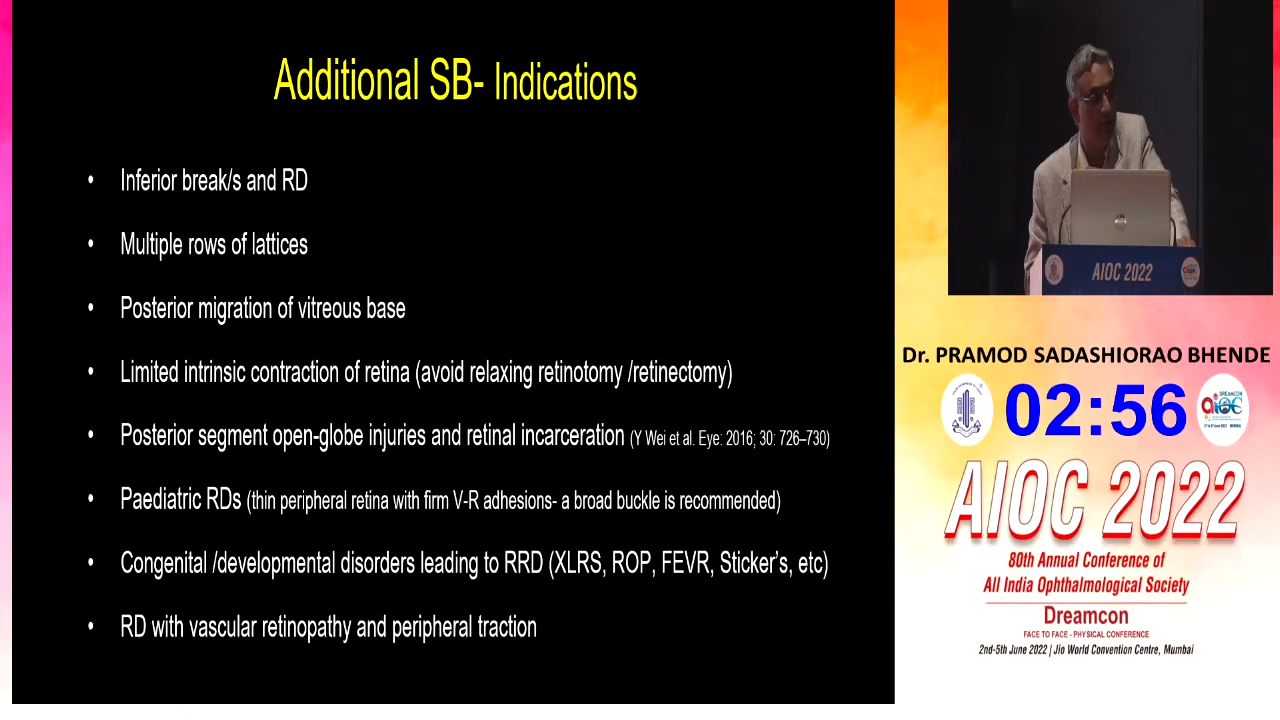 Additional SB- Indications
• Inferior break/s and RD
• Multiple rows of lattices
• Posterior migration of vitreous base
• Limited intrinsic contraction of retina (avoid relaxing retinotomy /retinectomy)
• Posterior segment open-globe injuries and retinal incarceration (Y Wei et al. Eye: 2016; 30: 726–730)
• Paediatric RDs (thin peripheral retina with firm V-R adhesions- a broad buckle is recommended)
• Congenital /developmental disorders leading to RRD (XLRS, ROP, FEVR, Sticker's, etc)
• RD with vascular retinopathy and peripheral traction
AIOC 2022
Dr. PRAMOD SADASHIORAO BHENDE
02:56
DREAMCON
aioc
AIOC 2022
80th Annual Conference of
All India Ophthalmological Society
Dreamcon
FACE TO FACE - PHYSICAL CONFERENCE
2nd-5th June 2022 | Jio World Convention Centre, Mumbai